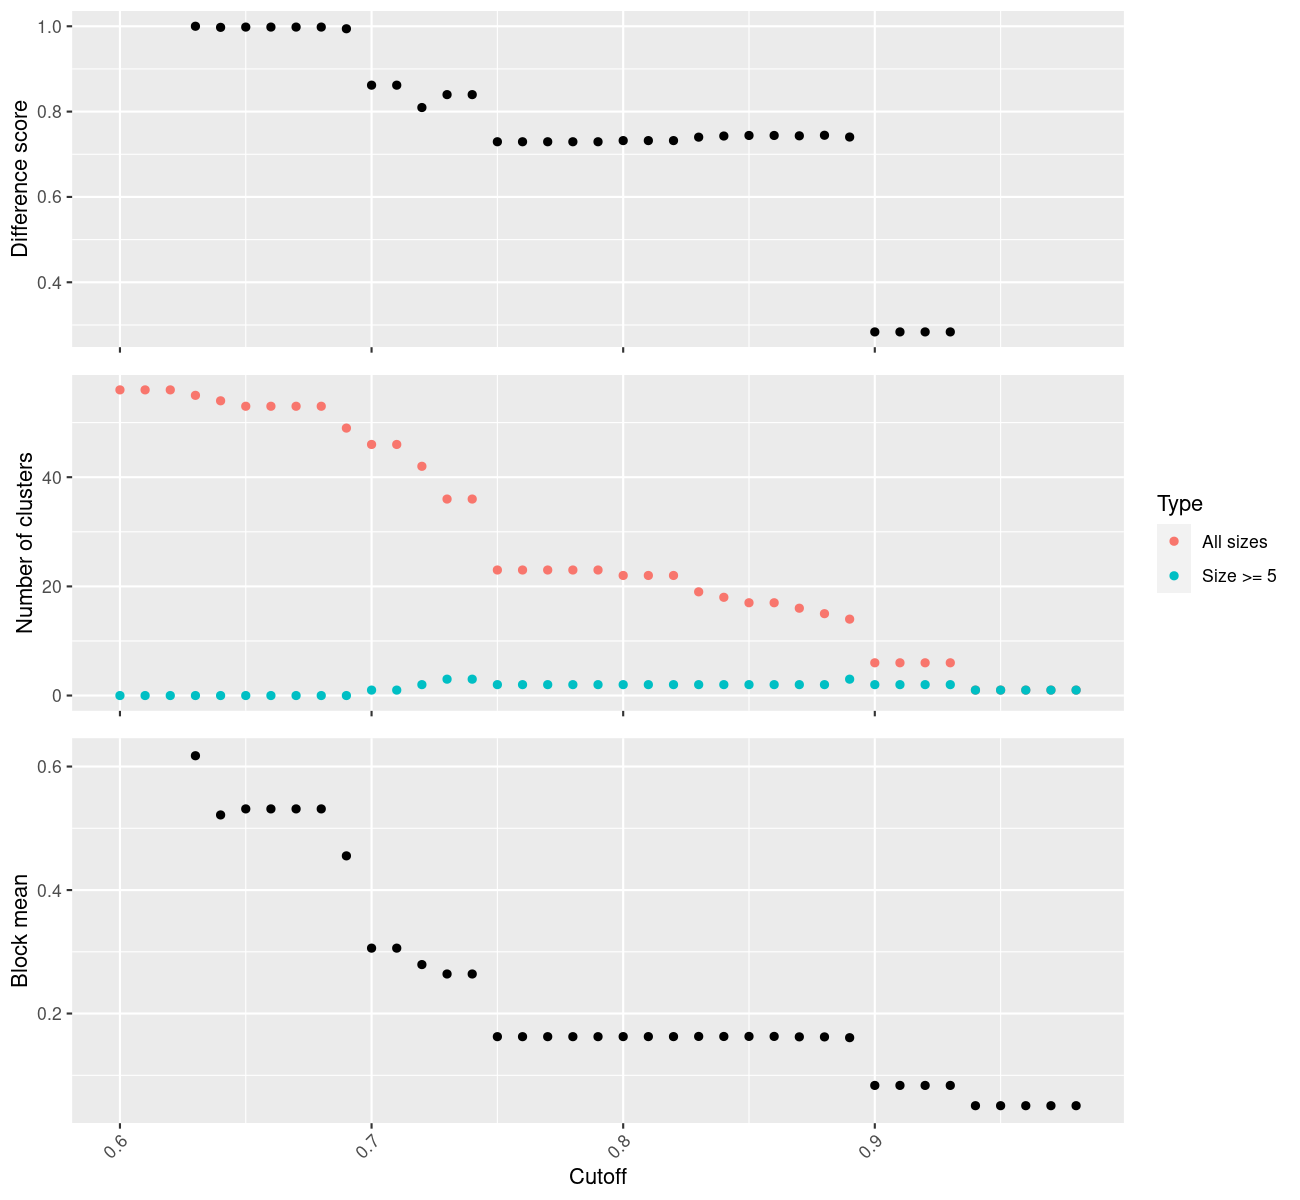 1.0
0.8
0.6
0.4
Difference score
40
20
0
Number of clusters
Type
All sizes
Size >= 5
0.6
0.4
0.2
Block mean
0.6
0.7
0.8
0.9
Cutoff